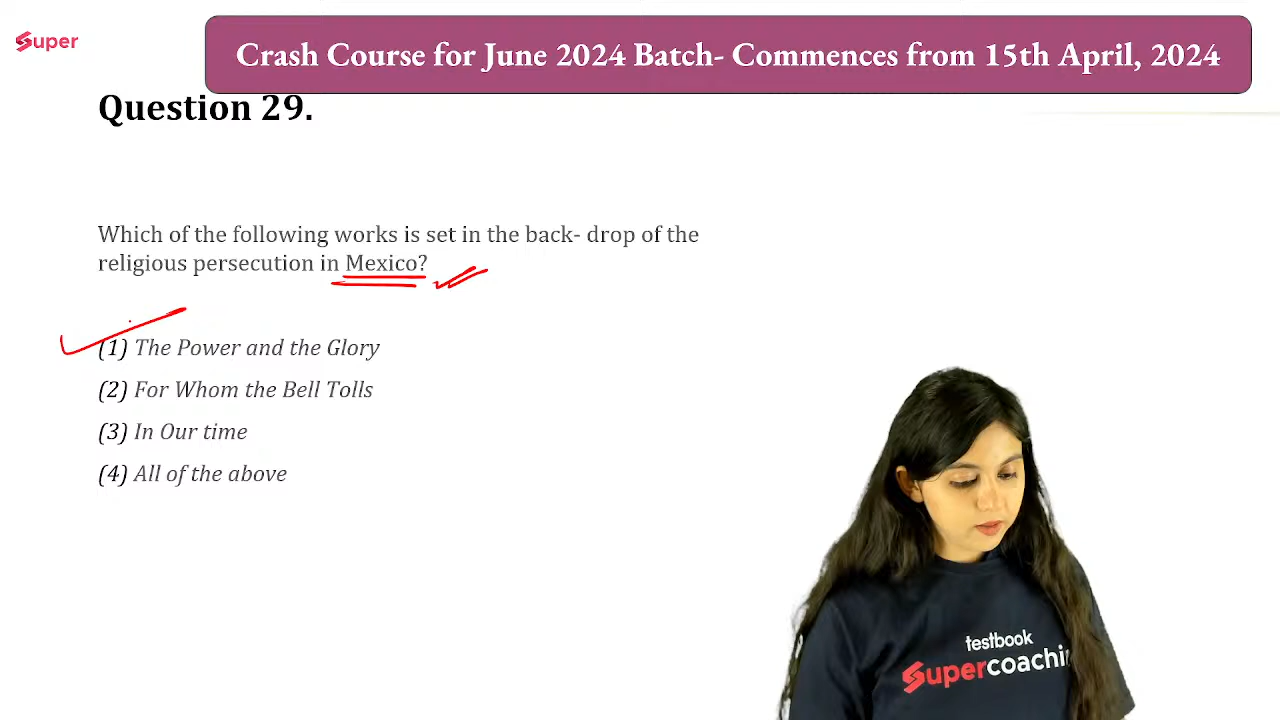 Super
Crash Course for June 2024 Batch- Commences from 15th April, 2024
Question 29.
Which of the following works is set in the back- drop of the
religious persecution in Mexico?
(1) The Power and the Glory
(2) For Whom the Bell Tolls
(3) In Our time
(4) All of the above
testbook
Supercoachin